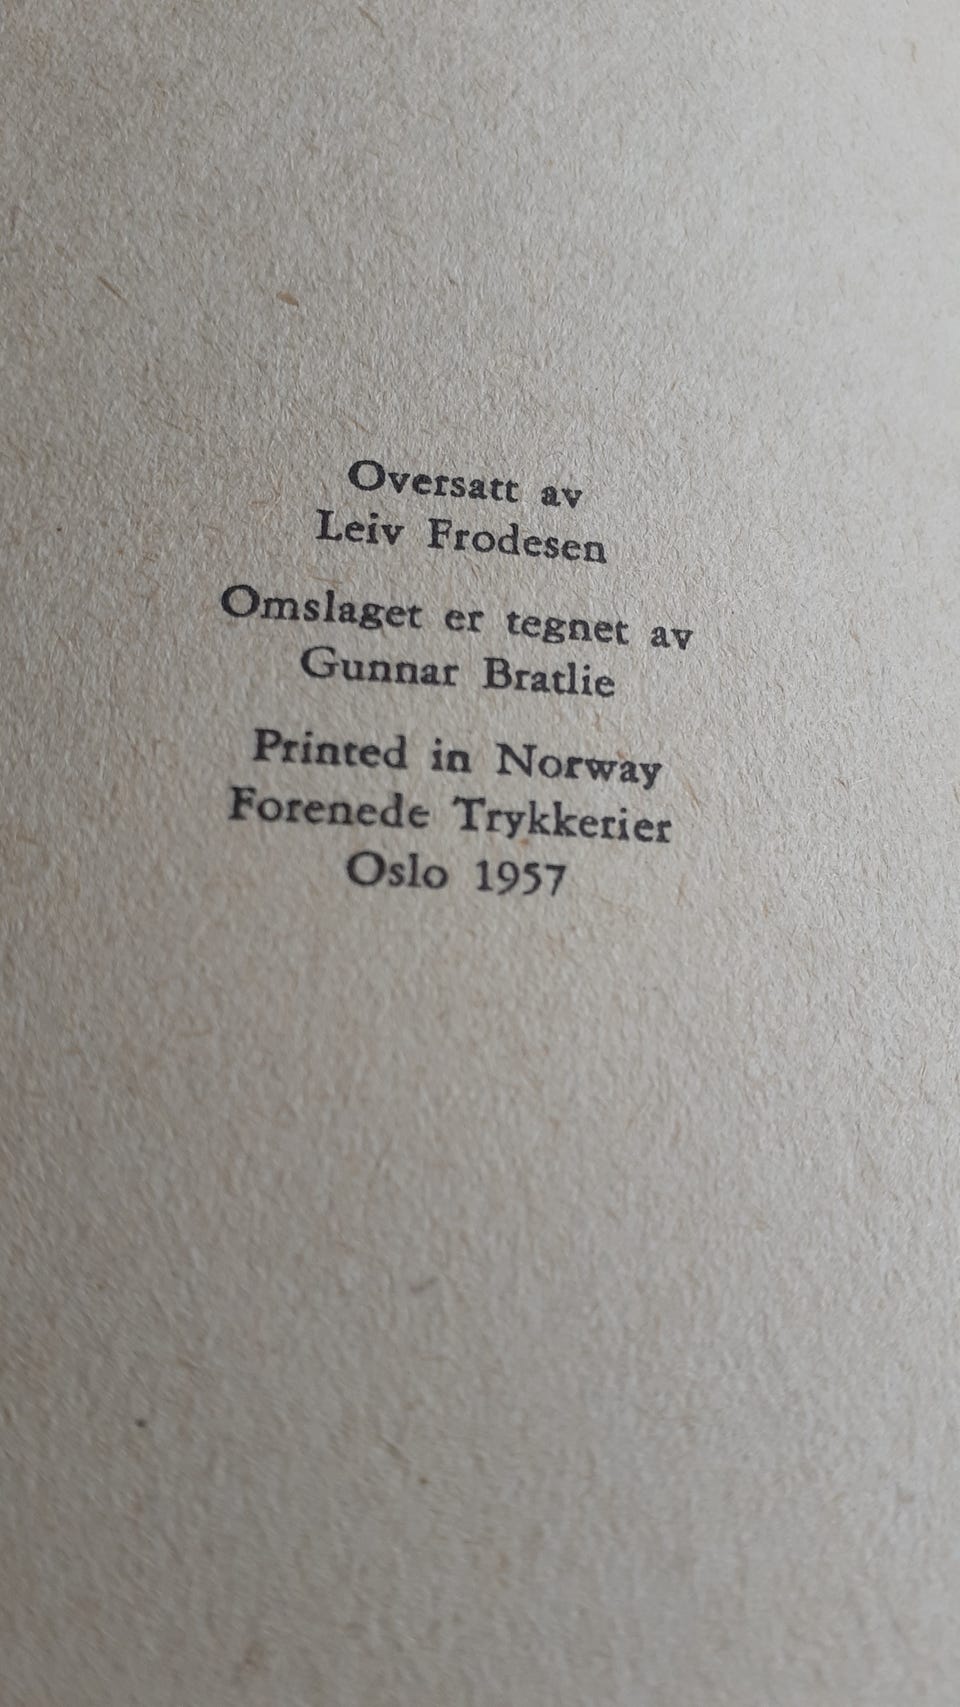 Oversatt av
Leiv Frodesen
Omslaget er tegnet av
Gunnar Bratlie
Printed in Norway
Forenede Trykkerier
Oslo 1957